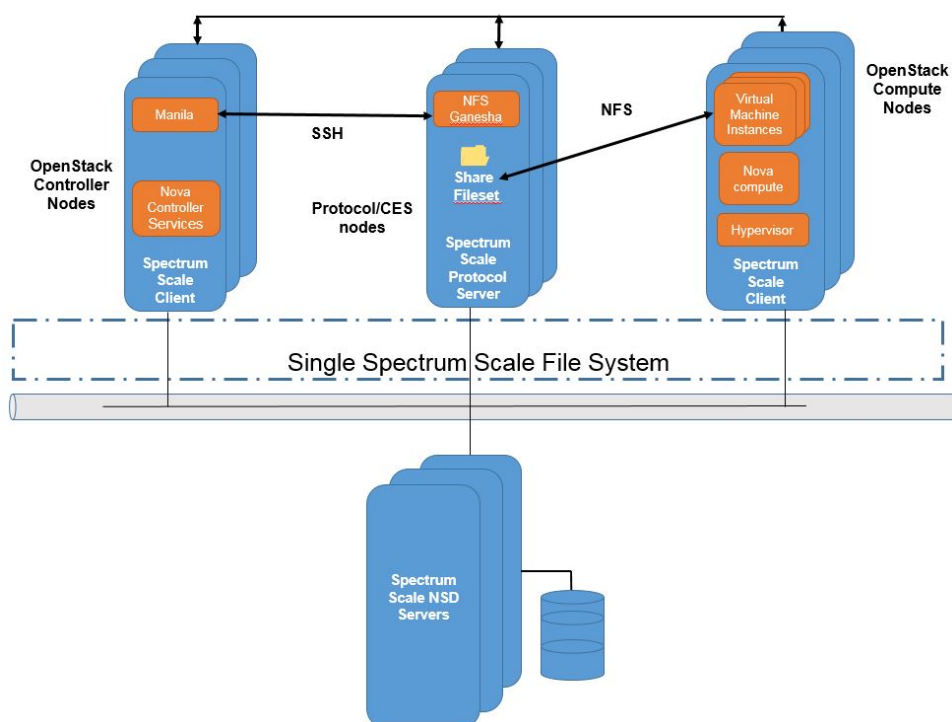 OpenStack
Controller
Nodes
Manila
Nova
Controller
Services
Spectrum
Scale
Client
SSH
Protocol/CES
nodes
NFS
Ganesha
Share
Fileset
Spectrum
Scale
Protocol
Server
NFS
Virtual
Machine
Instances
Nova
compute
Hypervisor
Spectrum
Scale
Client
OpenStack
Compute
Nodes
Single Spectrum Scale File System
Spectrum
Scale NSD
Servers